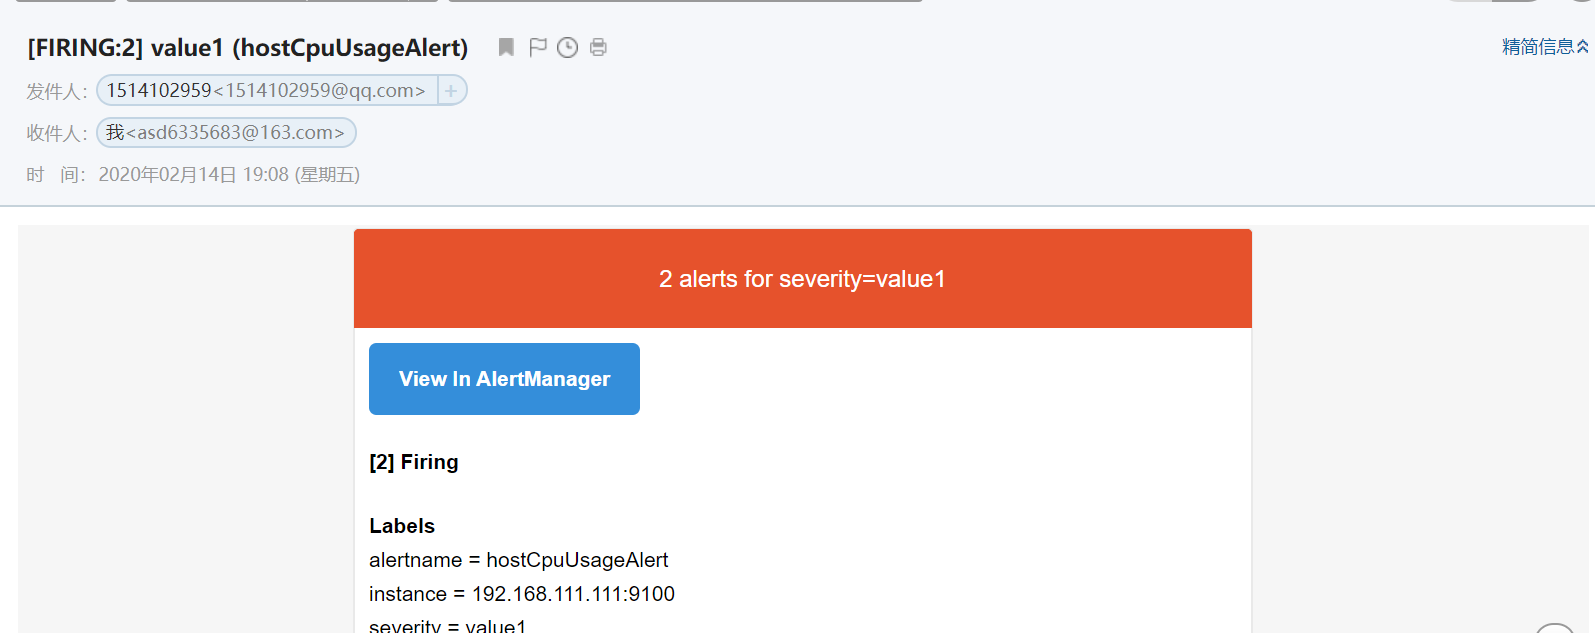 [FIRING:2] value1 (hostCpuUsageAlert)
精简信息
发件人： 1514102959<1514102959@qq.com> +
收件人： 我<asd6335683@163.com>
时 间： 2020年02月14日 19:08 (星期五)
2 alerts for severity=value1
View In AlertManager
[2] Firing
Labels
alertname = hostCpuUsageAlert
instance = 192.168.111.111:9100
severity = value1